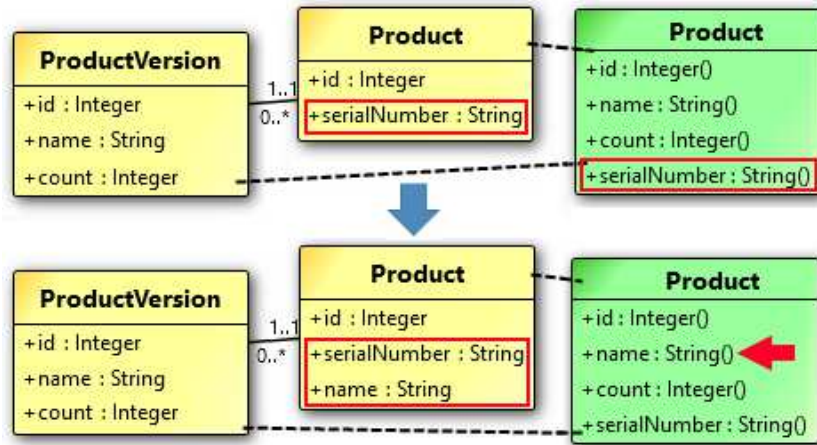 ProductVersion
+id : Integer
+name : String
+count : Integer
1..1
0..*
Product
+id : Integer
+serialNumber : String
Product
+id : Integer()
+name : String()
+count : Integer()
+serialNumber : String()
ProductVersion
+id : Integer
+name : String
+count : Integer
1..1
0..*
Product
+id : Integer
+serialNumber : String
+name : String
Product
+id : Integer()
+name : String()
+count : Integer()
+serialNumber : String()